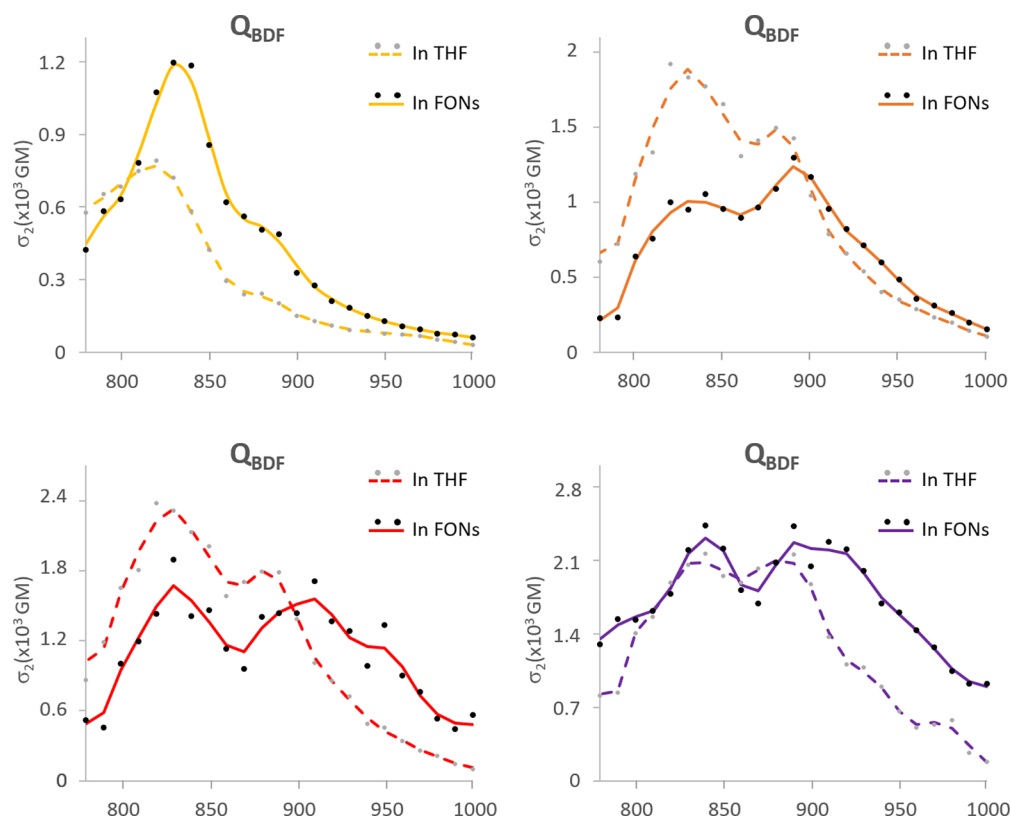 Q_BDF
In THF
In FONs
σ₂(x10³ GM)
1.2
0.9
0.6
0.3
0
800 850 900 950 1000
Q_BDF
In THF
In FONs
σ₂(x10³ GM)
2
1.5
1
0.5
0
800 850 900 950 1000
Q_BDF
In THF
In FONs
σ₂(x10³ GM)
2.4
1.8
1.2
0.6
0
800 850 900 950 1000
Q_BDF
In THF
In FONs
σ₂(x10³ GM)
2.8
2.1
1.4
0.7
0
800 850 900 950 1000